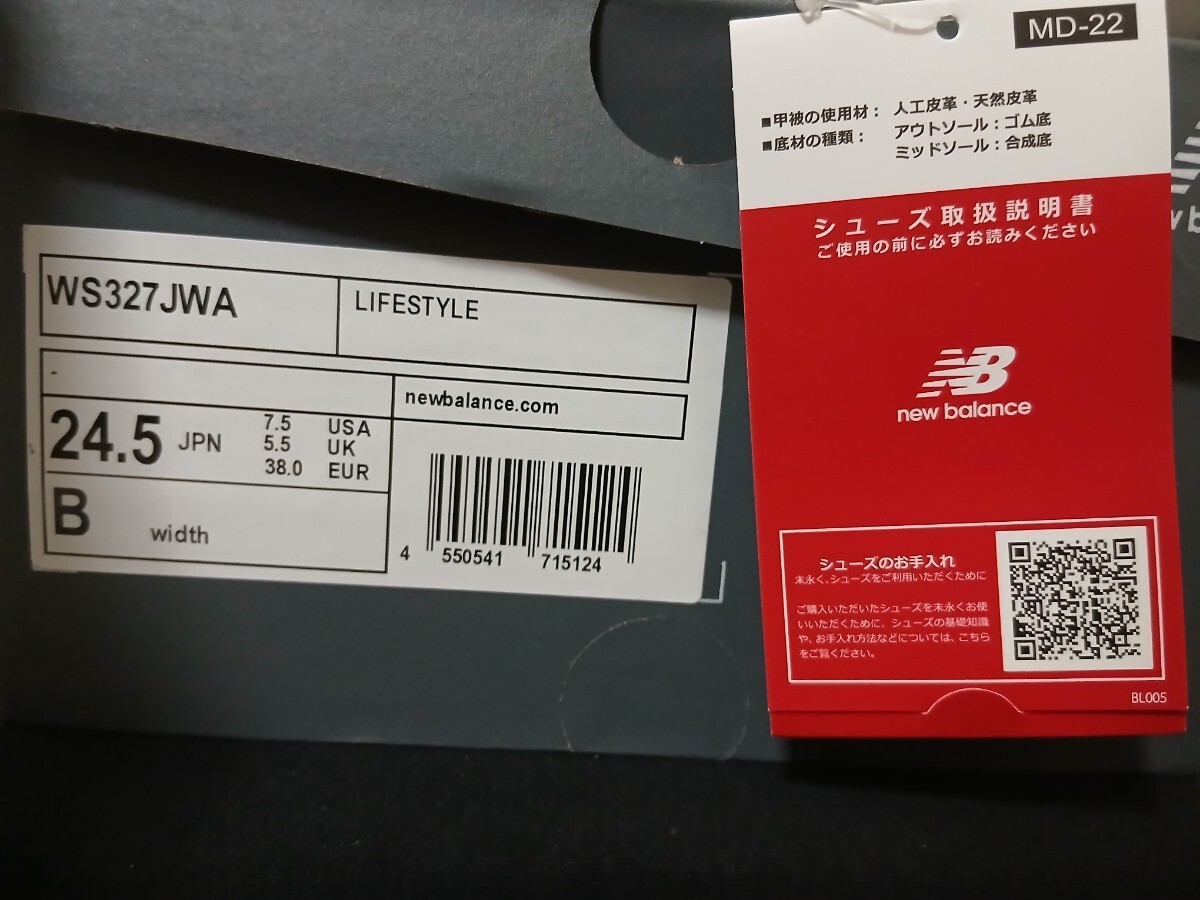 WS327JWA
LIFESTYLE
-
newbalance.com
24.5 JPN
7.5 USA
5.5 UK
38.0 EUR
B width
4 550541 715124
MD-22
■甲被の使用材： 人工皮革・天然皮革
■底材の種類： アウトソール：ゴム底
ミッドソール：合成底
シューズ取扱説明書
ご使用の前に必ずお読みください
NB
new balance
シューズのお手入れ
末永く、シューズをご利用いただくために
ご購入いただいたシューズを末永くお使
いいただくために、シューズの基礎知識
や、お手入れ方法などについては、こちら
をご覧ください。
BL005